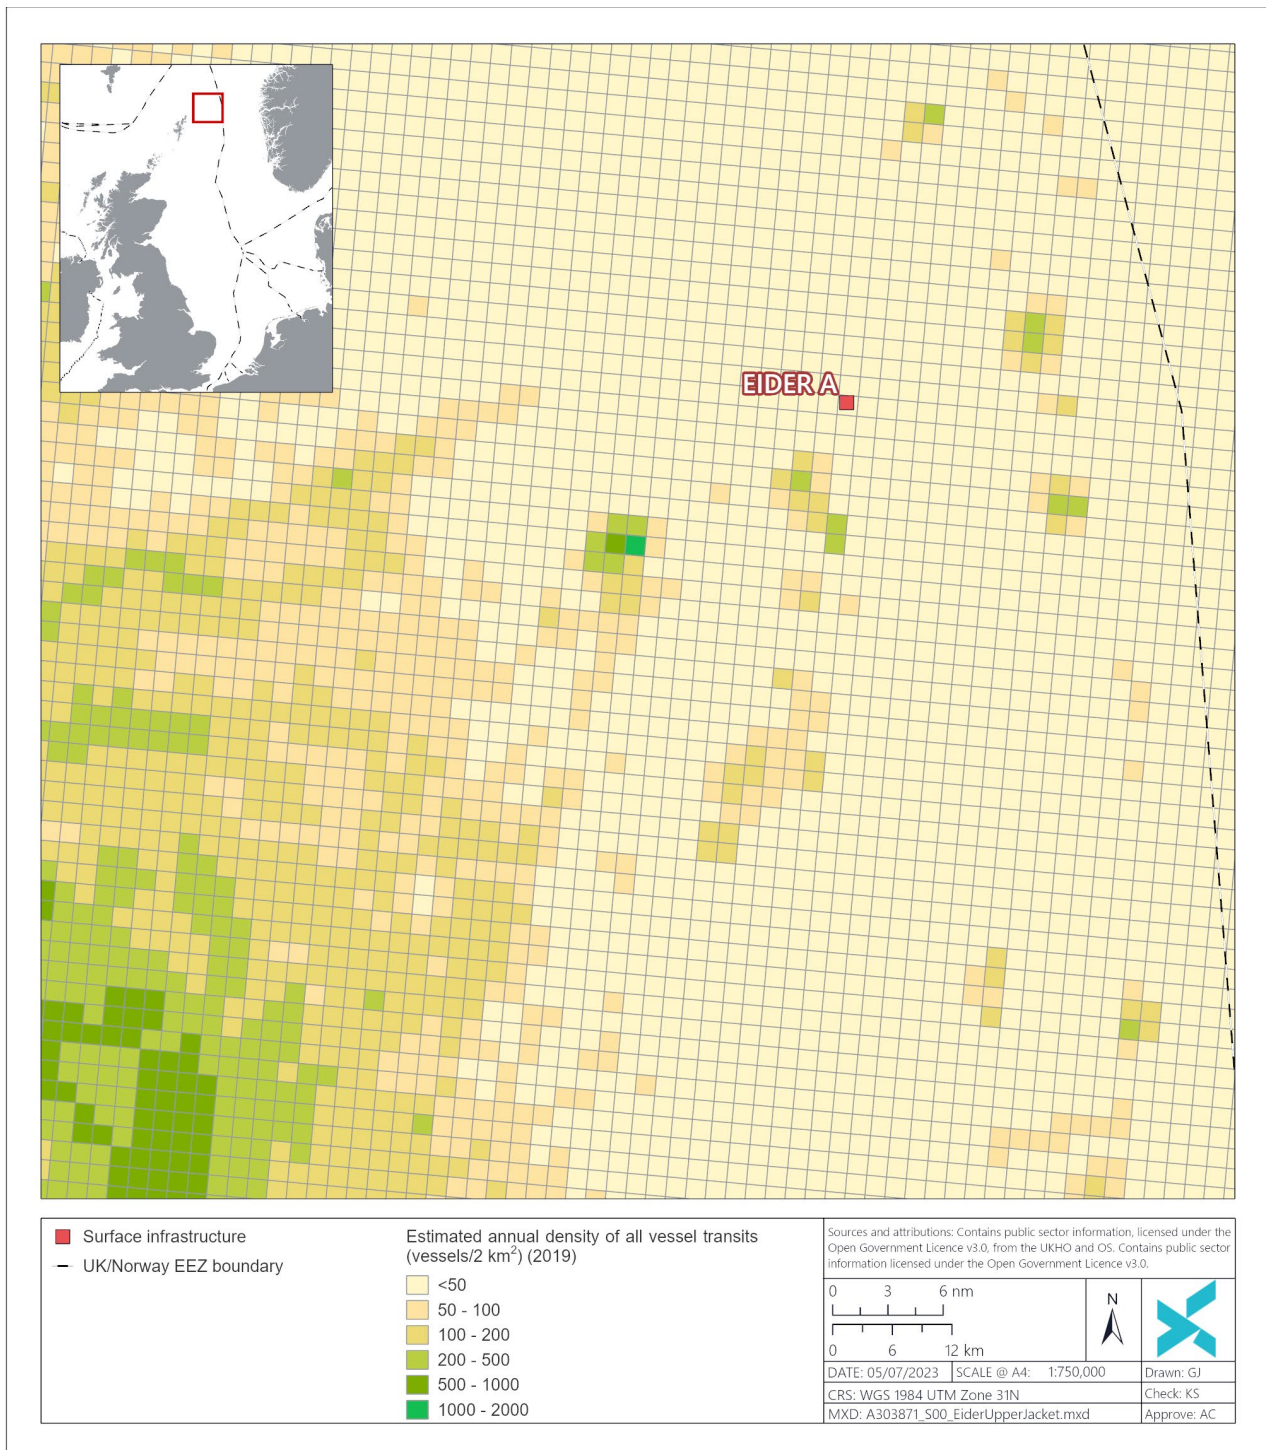 EIDER A
Surface infrastructure
UK/Norway EEZ boundary
Estimated annual density of all vessel transits
(vessels/2 km²) (2019)
<50
50 - 100
100 - 200
200 - 500
500 - 1000
1000 - 2000
Sources and attributions: Contains public sector information, licensed under the
Open Government Licence v3.0, from the UKHO and OS. Contains public sector
information licensed under the Open Government Licence v3.0.
0 3 6 nm
0 6 12 km
N
DATE: 05/07/2023 SCALE @ A4: 1:750,000 Drawn: GJ
CRS: WGS 1984 UTM Zone 31N Check: KS
MXD: A303871_S00_EiderUpperJacket.mxd Approve: AC